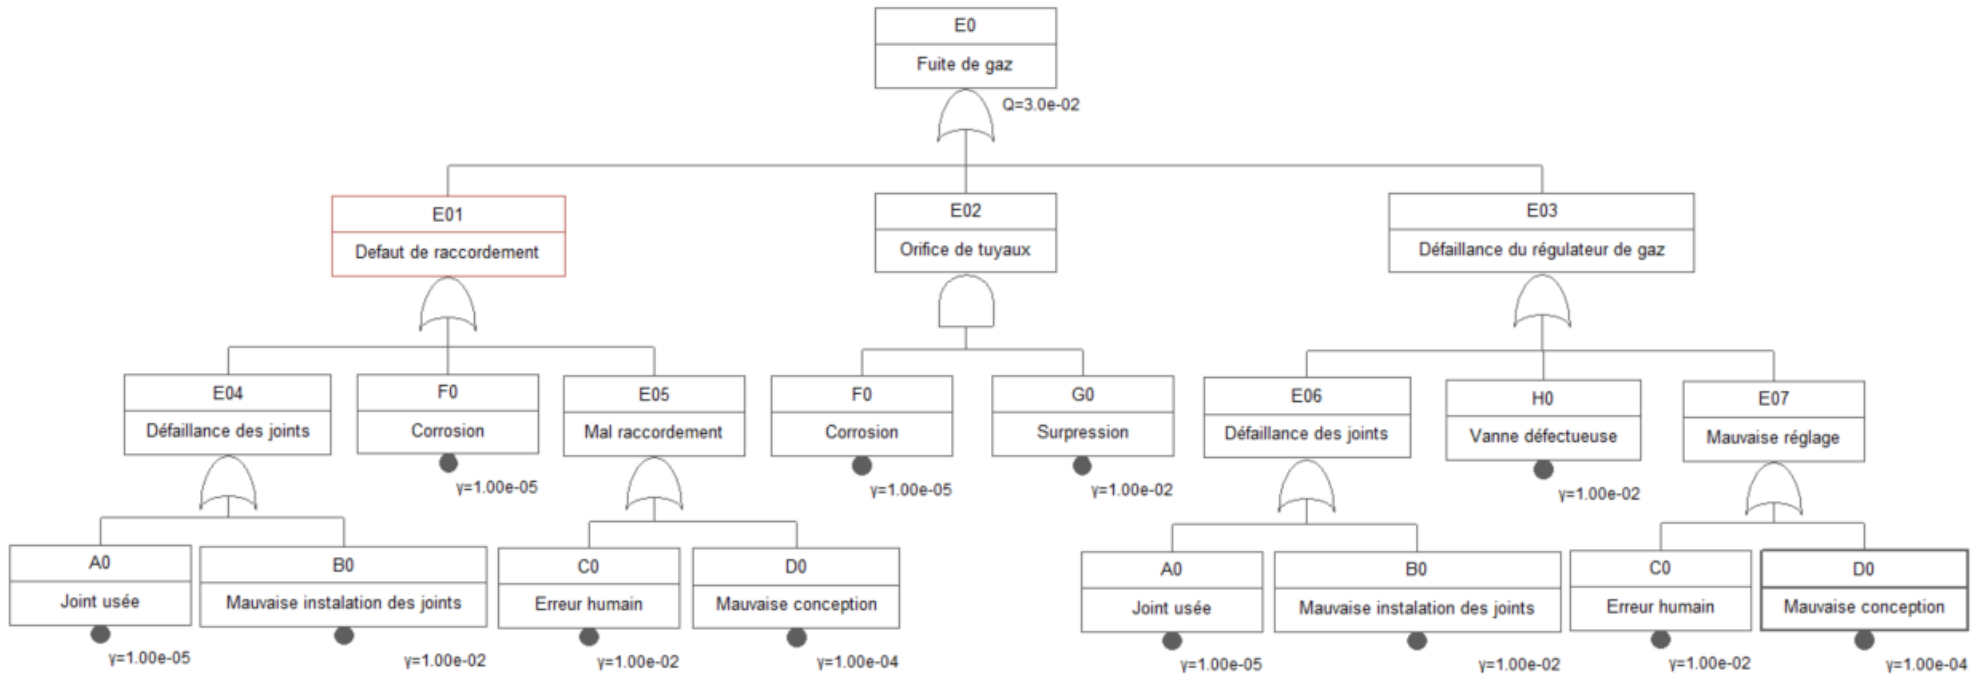 E0
Fuite de gaz
Q=3.0e-02
E01
Defaut de raccordement
E02
Orifice de tuyaux
E03
Défaillance du régulateur de gaz
E04
Défaillance des joints
F0
Corrosion
γ=1.00e-05
E05
Mal raccordement
F0
Corrosion
γ=1.00e-05
G0
Surpression
γ=1.00e-02
E06
Défaillance des joints
H0
Vanne défectueuse
γ=1.00e-02
E07
Mauvaise réglage
A0
Joint usée
γ=1.00e-05
B0
Mauvaise instalation des joints
γ=1.00e-02
C0
Erreur humain
γ=1.00e-02
D0
Mauvaise conception
γ=1.00e-04
A0
Joint usée
γ=1.00e-05
B0
Mauvaise instalation des joints
γ=1.00e-02
C0
Erreur humain
γ=1.00e-02
D0
Mauvaise conception
γ=1.00e-04